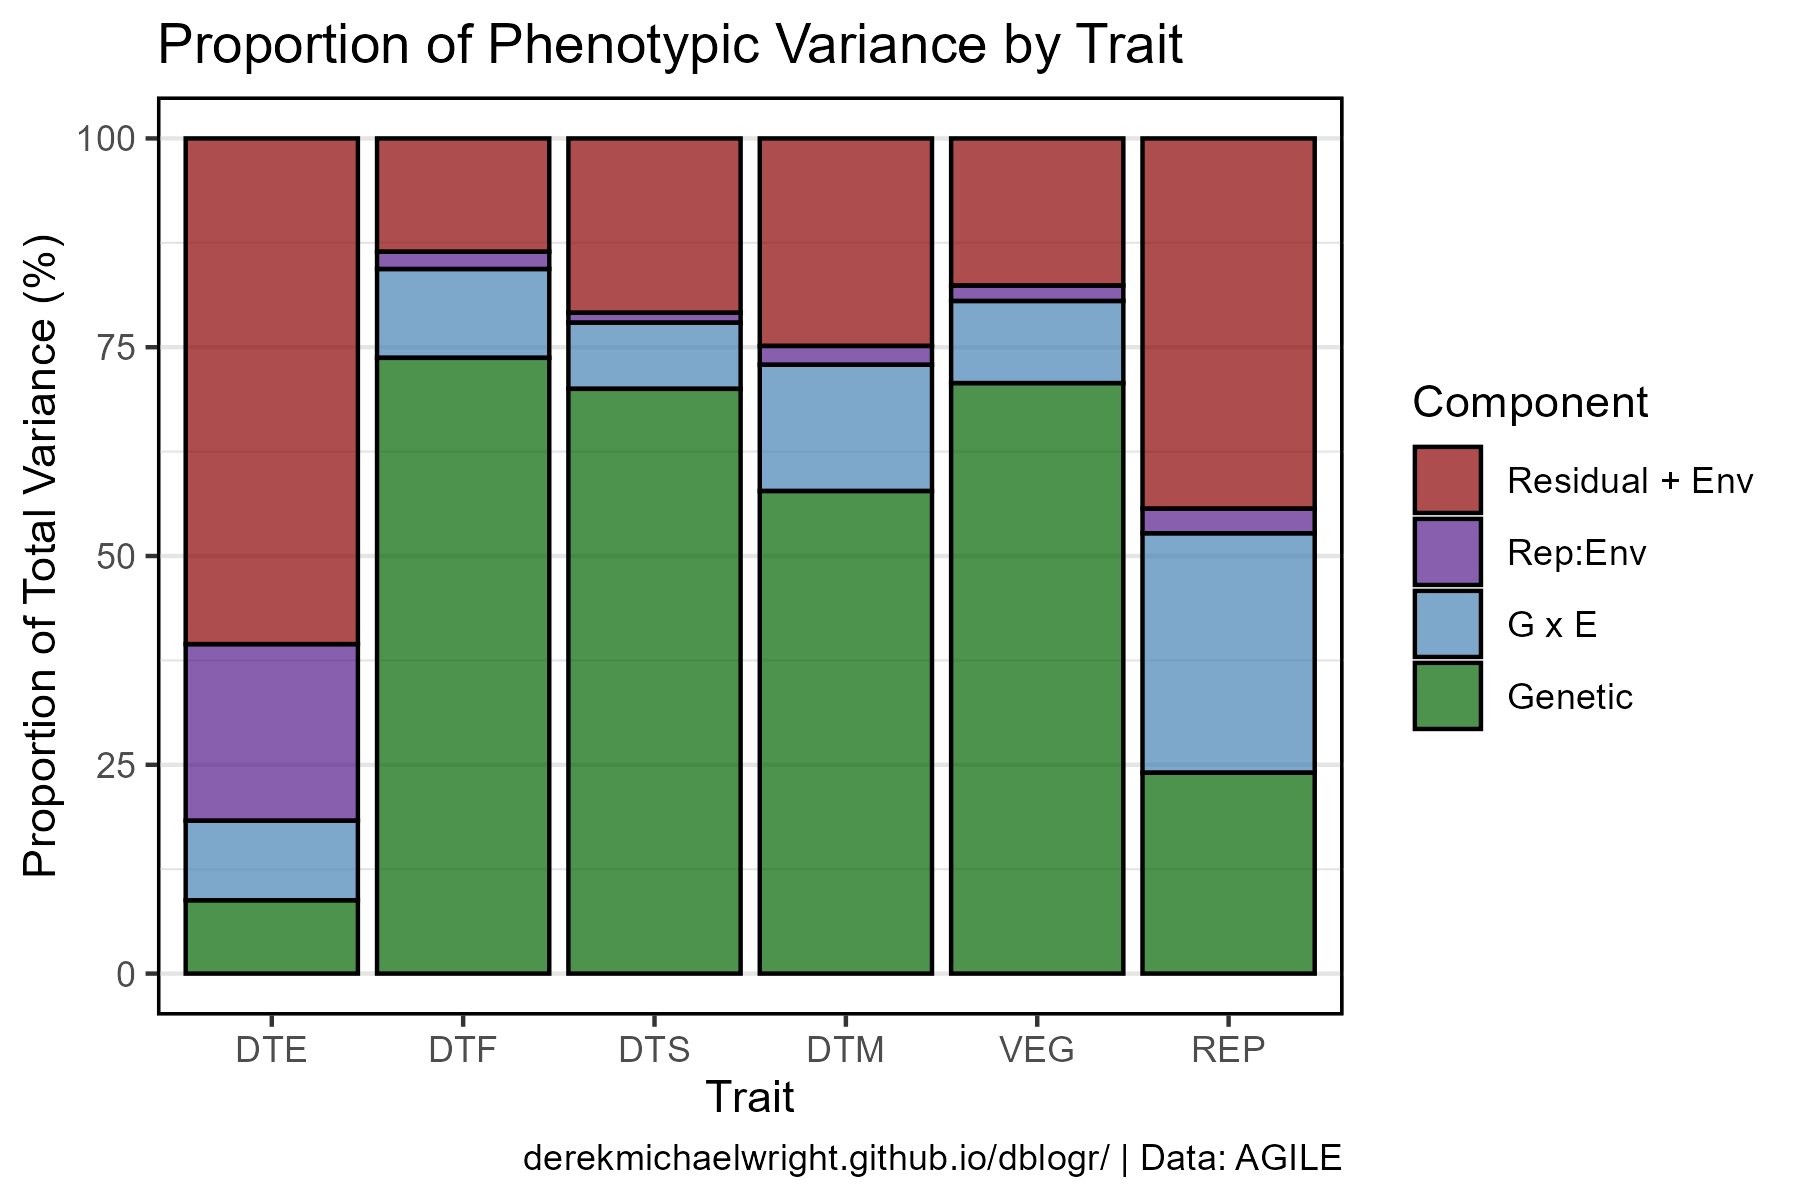 Proportion of Phenotypic Variance by Trait
Proportion of Total Variance (%)
100
75
50
25
0
DTE DTF DTS DTM VEG REP
Trait
Component
Residual + Env
Rep:Env
G x E
Genetic
derekmichaelwright.github.io/dblogr/ | Data: AGILE